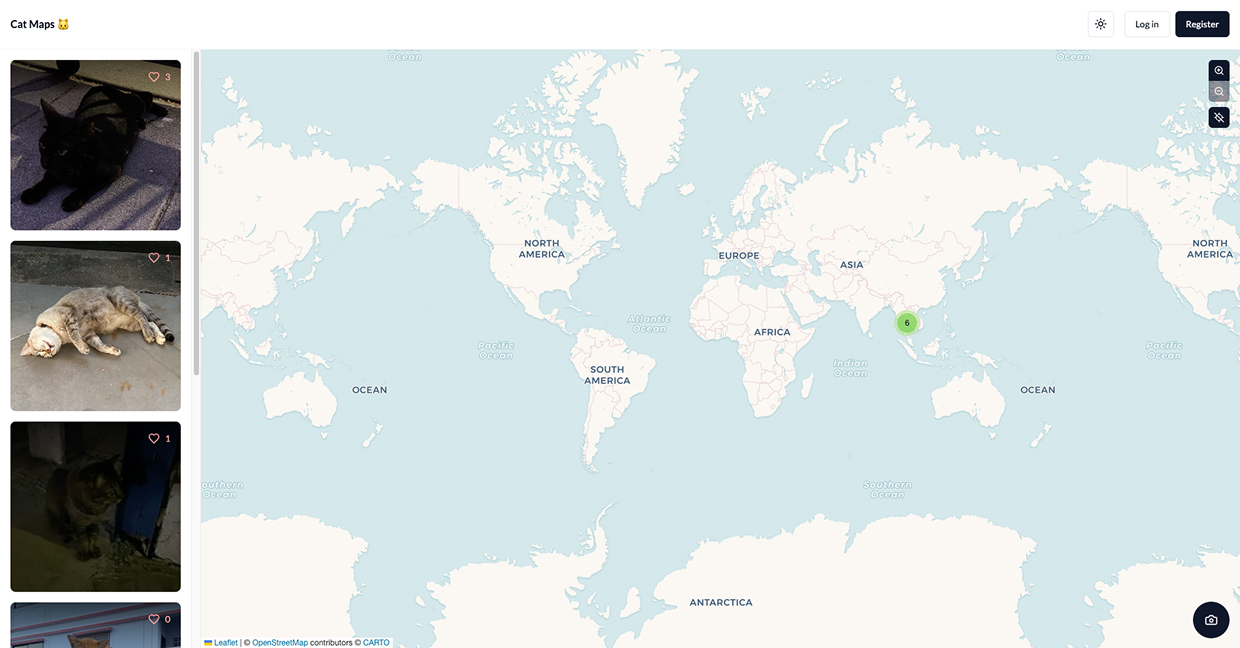 Cat Maps 🐱
Log in
Register
3
1
1
0
Ocean
Ocean
NORTH
AMERICA
EUROPE
ASIA
NORTH
AMERICA
Atlantic
Ocean
6
AFRICA
Pacific
Ocean
Pacific
Ocean
SOUTH
AMERICA
Indian
Ocean
OCEAN
OCEAN
outhern
Ocean
Southern
Ocean
ANTARCTICA
Leaflet | © OpenStreetMap contributors © CARTO